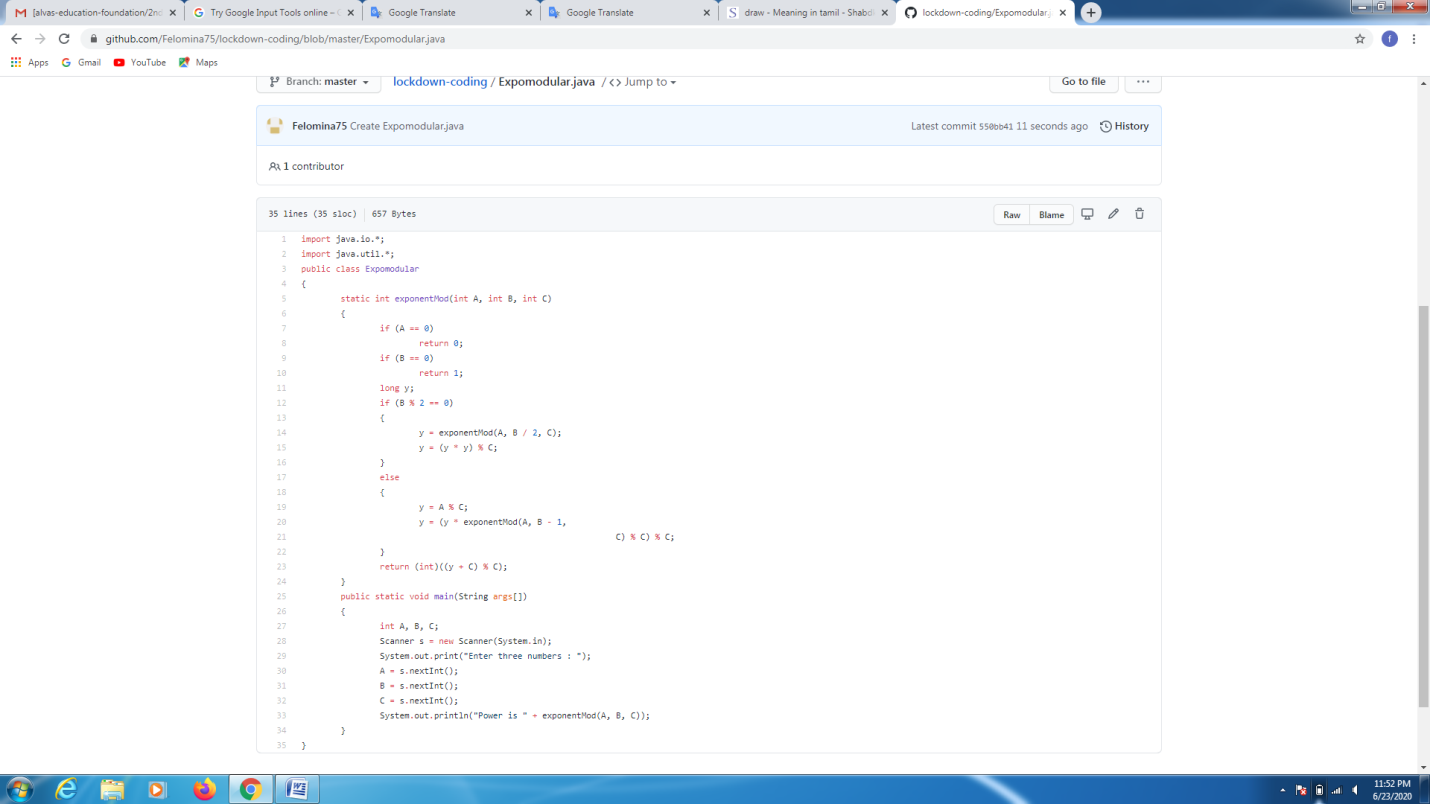 [alvas-education-foundation/2nd
Try Google Input Tools online –
Google Translate
Google Translate
draw - Meaning in tamil - Shabd
lockdown-coding/Expomodular.j
github.com/Felomina75/lockdown-coding/blob/master/Expomodular.java
f
Apps Gmail YouTube Maps
Branch: master lockdown-coding / Expomodular.java / <> Jump to Go to file ...
Felomina75 Create Expomodular.java Latest commit 550bb41 11 seconds ago History
1 contributor
35 lines (35 sloc) 657 Bytes Raw Blame
1 import java.io.*;
2 import java.util.*;
3 public class Expomodular
4 {
5 static int exponentMod(int A, int B, int C)
6 {
7 if (A == 0)
8 return 0;
9 if (B == 0)
10 return 1;
11 long y;
12 if (B % 2 == 0)
13 {
14 y = exponentMod(A, B / 2, C);
15 y = (y * y) % C;
16 }
17 else
18 {
19 y = A % C;
20 y = (y * exponentMod(A, B - 1,
21 C) % C) % C;
22 }
23 return (int)((y + C) % C);
24 }
25 public static void main(String args[])
26 {
27 int A, B, C;
28 Scanner s = new Scanner(System.in);
29 System.out.print("Enter three numbers : ");
30 A = s.nextInt();
31 B = s.nextInt();
32 C = s.nextInt();
33 System.out.println("Power is " + exponentMod(A, B, C));
34 }
35 }
11:52 PM
6/23/2020